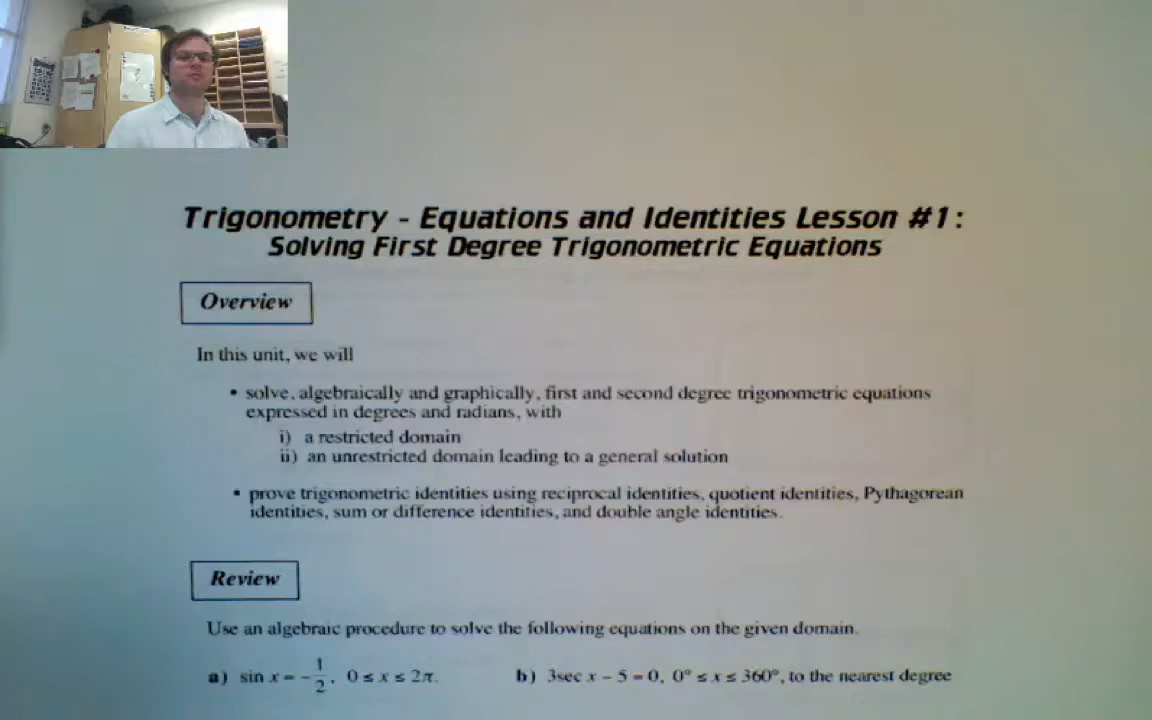 Trigonometry - Equations and Identities Lesson #1:
Solving First Degree Trigonometric Equations
Overview
In this unit, we will
• solve, algebraically and graphically, first and second degree trigonometric equations
expressed in degrees and radians, with
i) a restricted domain
ii) an unrestricted domain leading to a general solution
• prove trigonometric identities using reciprocal identities, quotient identities, Pythagorean
identities, sum or difference identities, and double angle identities.
Review
Use an algebraic procedure to solve the following equations on the given domain.
a) sin x = -1/2, 0 ≤ x ≤ 2π. b) 3sec x - 5 = 0, 0° ≤ x ≤ 360°, to the nearest degree